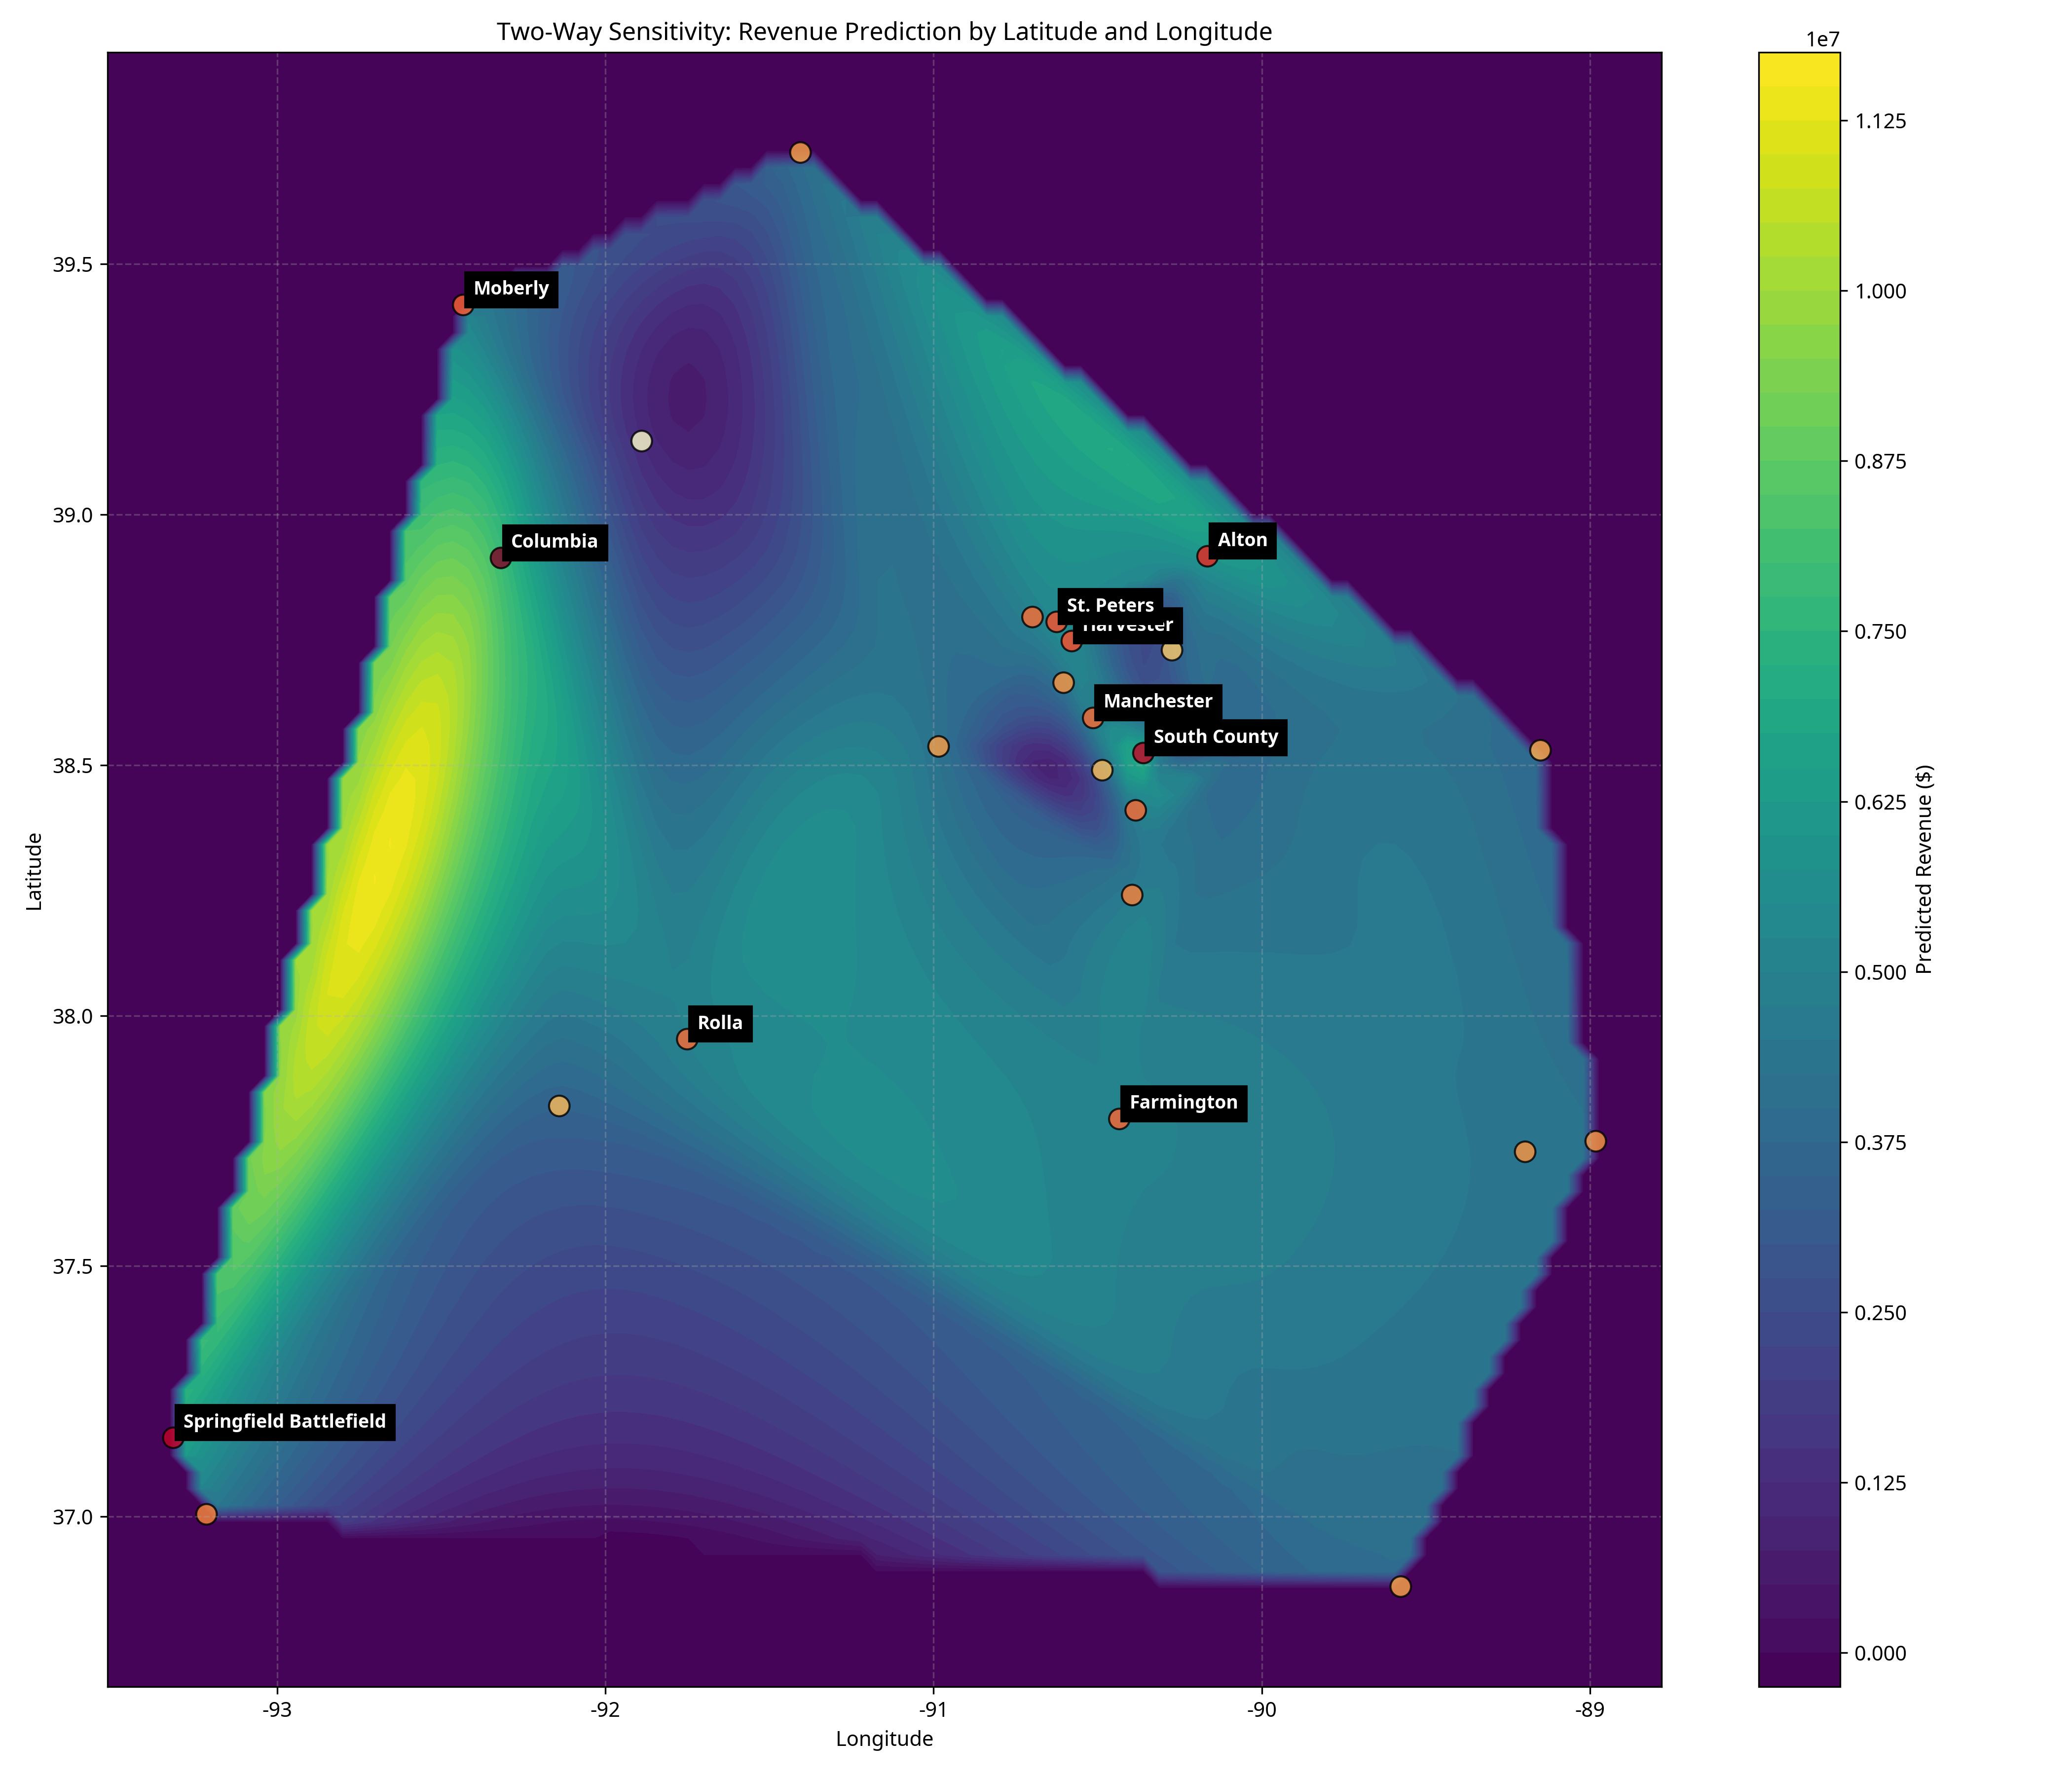 Two-Way Sensitivity: Revenue Prediction by Latitude and Longitude
1e7
1.125
1.000
0.875
0.750
0.625
0.500
0.375
0.250
0.125
0.000
Predicted Revenue ($)
Latitude
39.5
39.0
38.5
38.0
37.5
37.0
Moberly
Columbia
Alton
St. Peters
Harvester
Manchester
South County
Rolla
Farmington
Springfield Battlefield
-93
-92
-91
-90
-89
Longitude